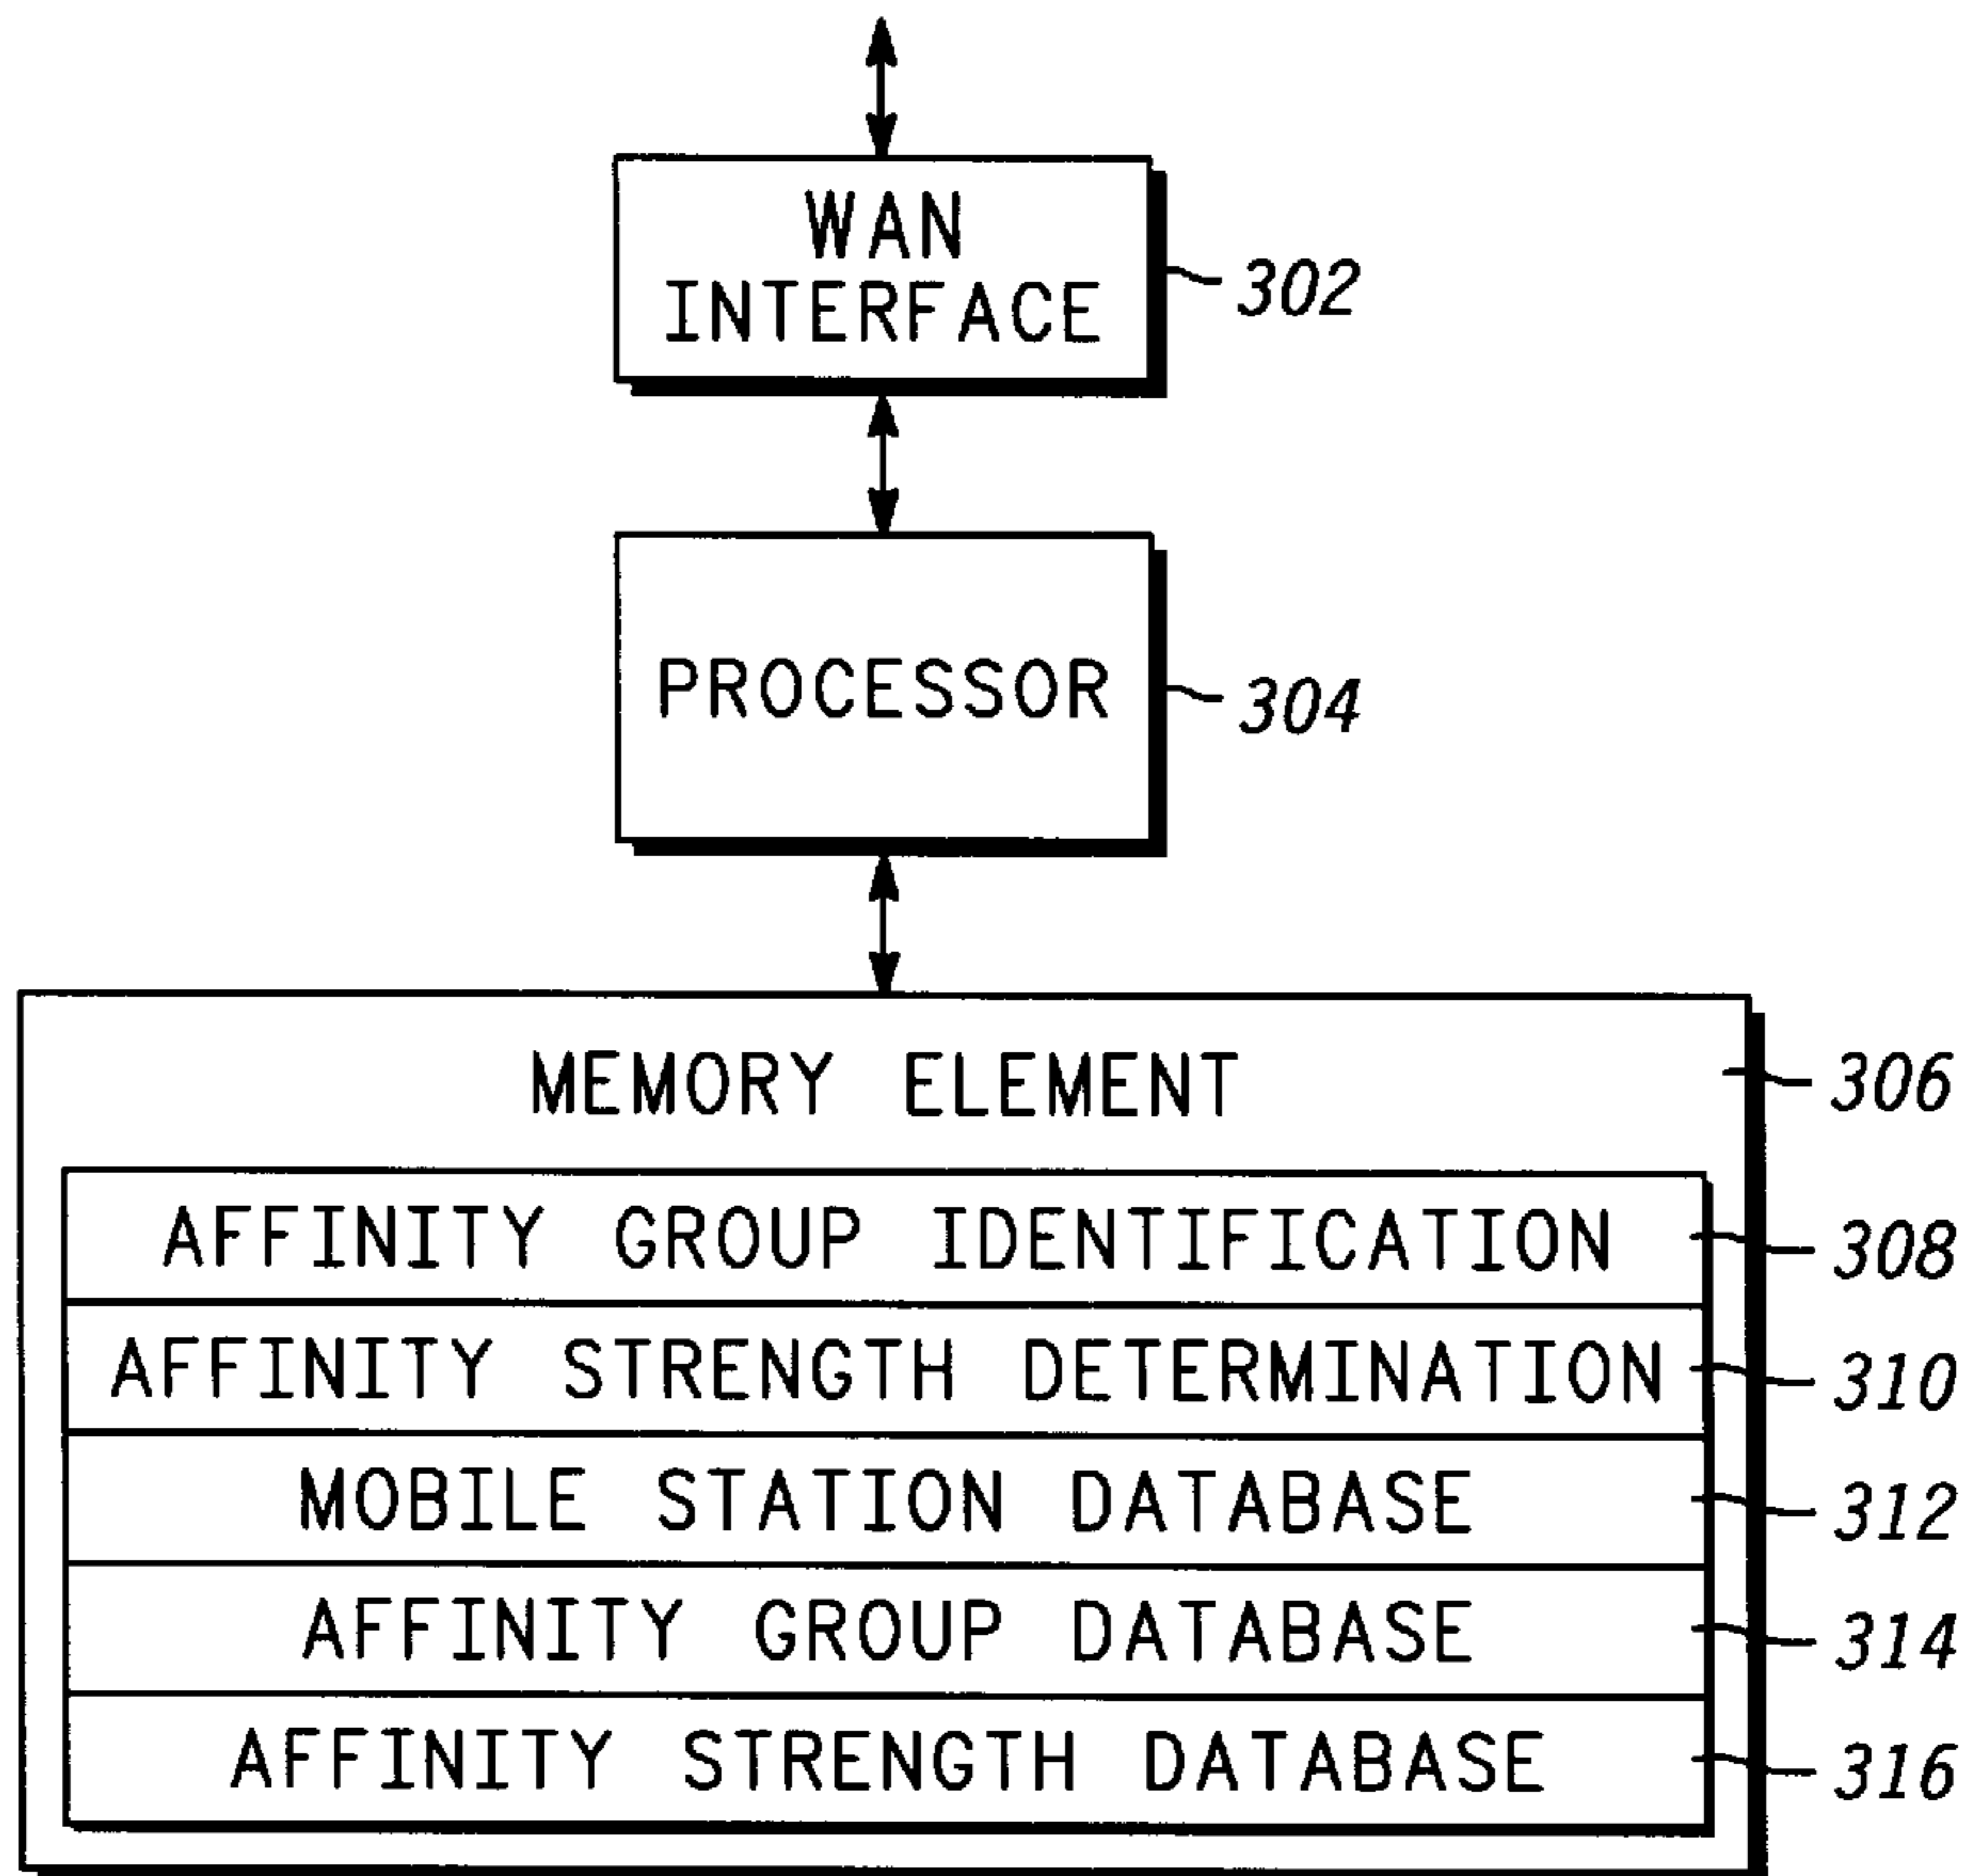 WAN
INTERFACE
302
PROCESSOR
304
MEMORY ELEMENT
306
AFFINITY GROUP IDENTIFICATION
308
AFFINITY STRENGTH DETERMINATION
310
MOBILE STATION DATABASE
312
AFFINITY GROUP DATABASE
314
AFFINITY STRENGTH DATABASE
316